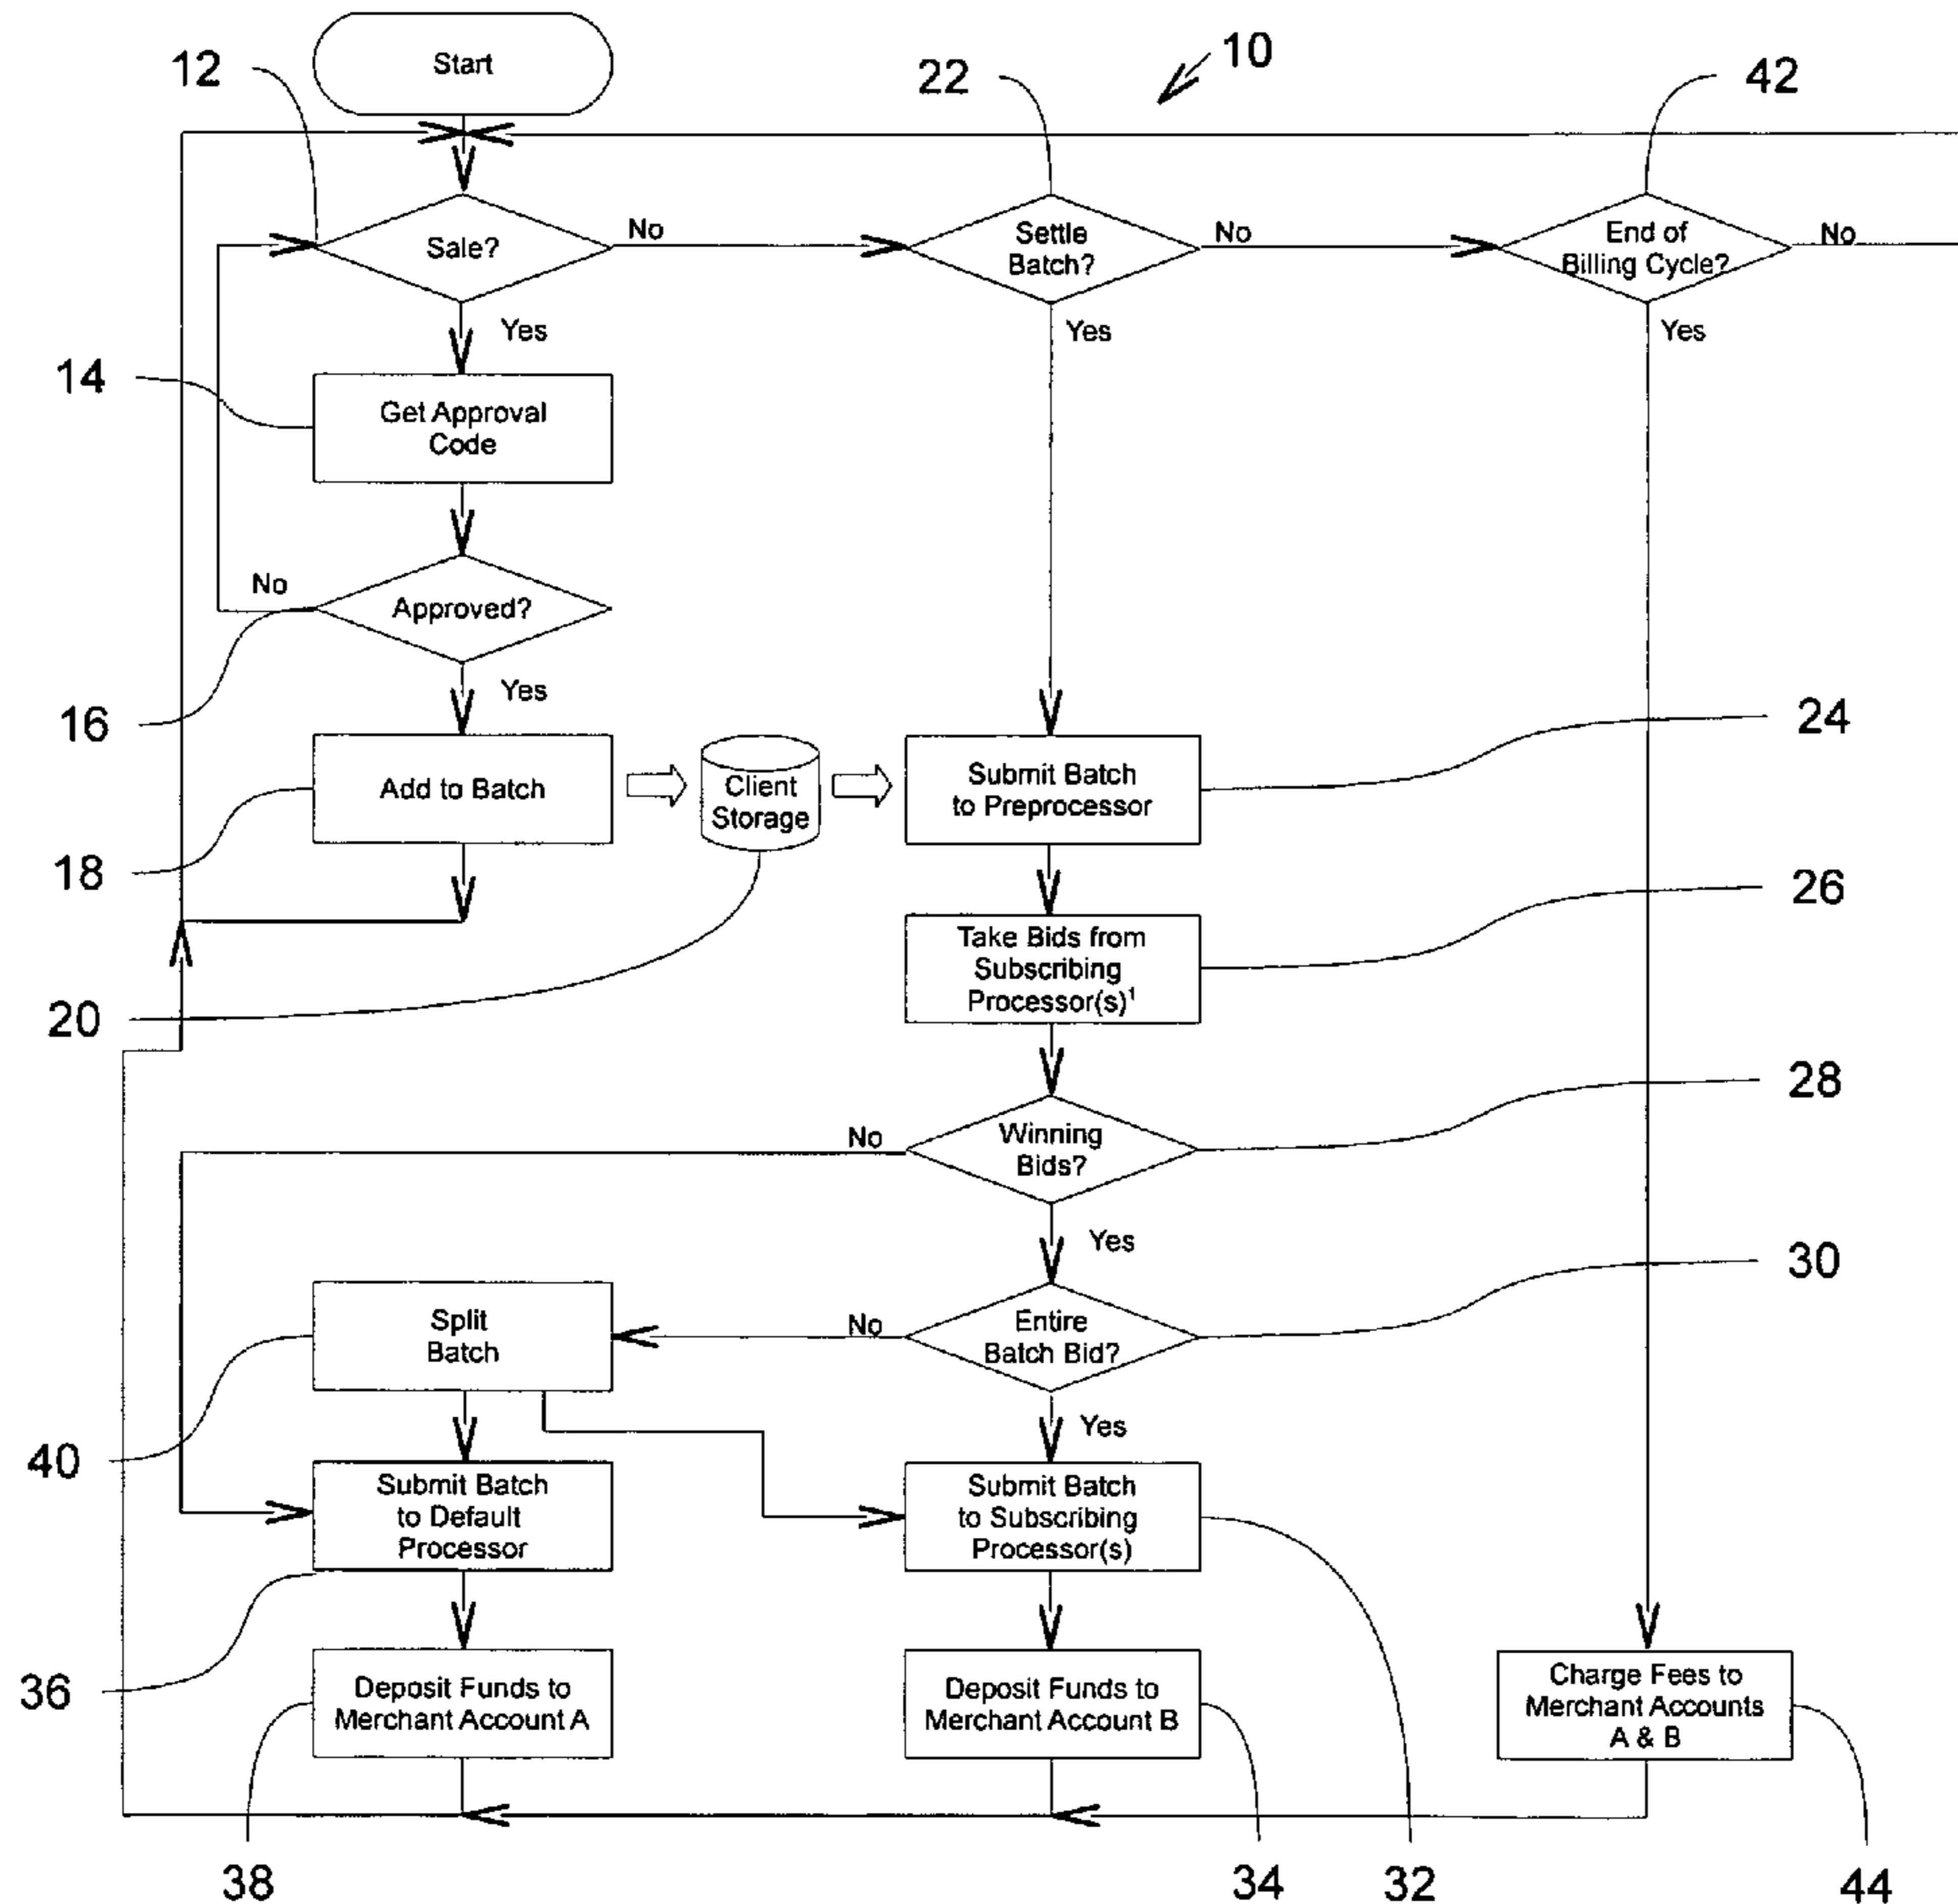 10
12
Start
22
42
Sale?
No
Settle
Batch?
No
End of
Billing Cycle?
No
Yes
Yes
Yes
14
Get Approval
Code
No
Approved?
16
Yes
24
18
Add to Batch
Client
Storage
Submit Batch
to Preprocessor
26
20
Take Bids from
Subscribing
Processor(s)¹
28
No
Winning
Bids?
Yes
30
Split
Batch
No
Entire
Batch Bid?
40
Yes
Submit Batch
to Default
Processor
Submit Batch
to Subscribing
Processor(s)
36
Deposit Funds to
Merchant Account A
Deposit Funds to
Merchant Account B
Charge Fees to
Merchant Accounts
A & B
38
34
32
44